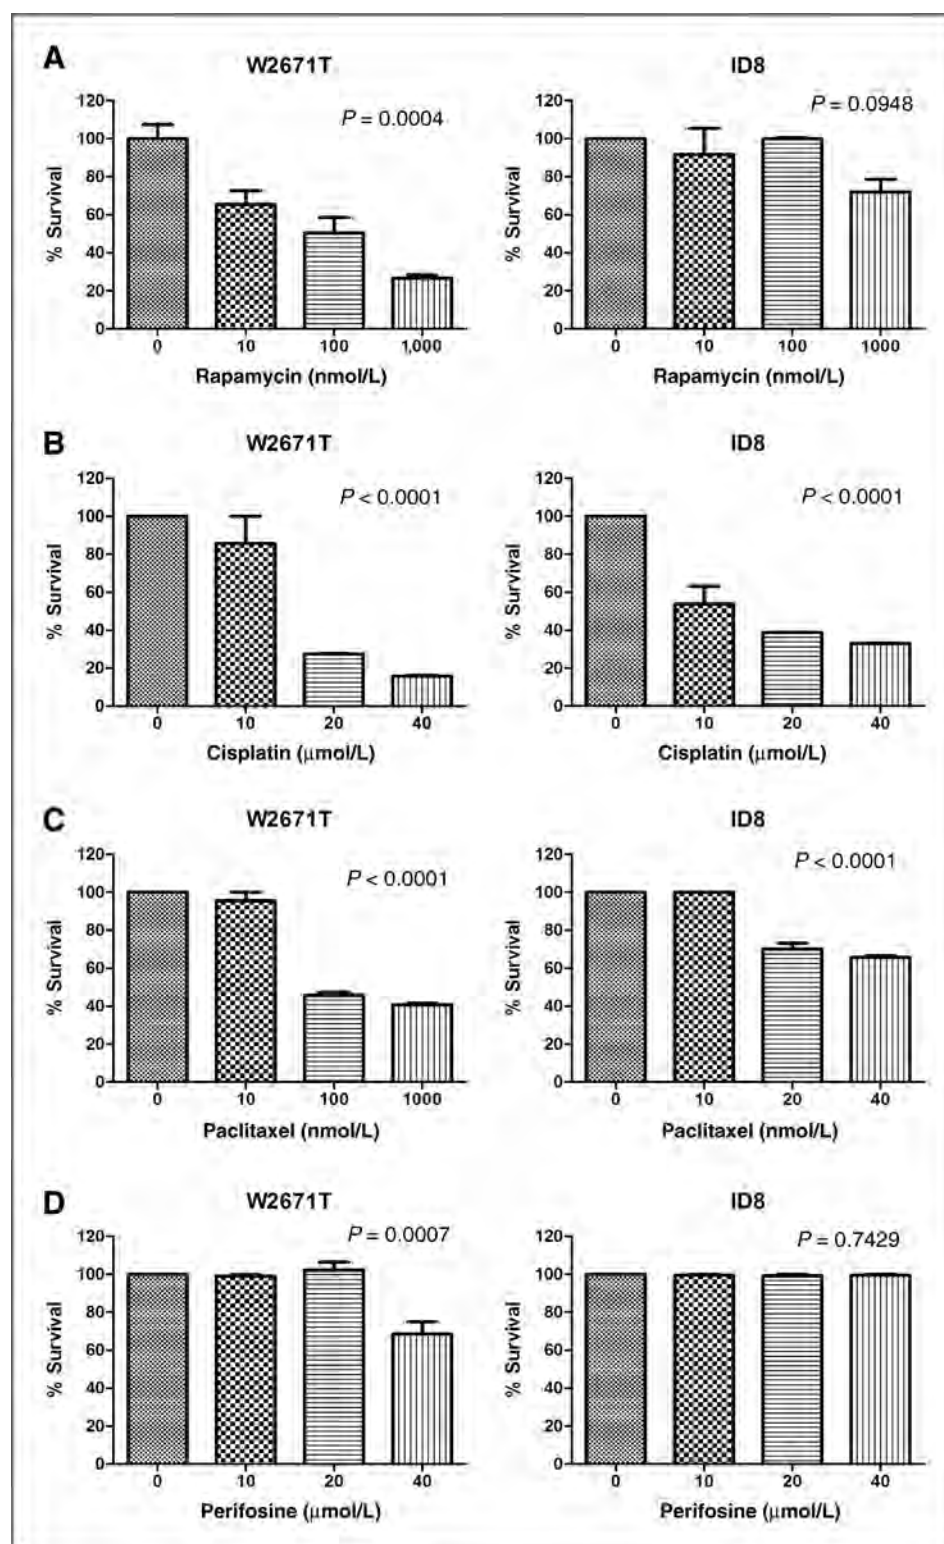 A
W2671T
ID8
P = 0.0004
P = 0.0948
120
100
80
60
40
20
0
% Survival
0 10 100 1,000
Rapamycin (nmol/L)
120
100
80
60
40
20
0
% Survival
0 10 100 1000
Rapamycin (nmol/L)
B
W2671T
ID8
P < 0.0001
P < 0.0001
120
100
80
60
40
20
0
% Survival
0 10 20 40
Cisplatin (μmol/L)
120
100
80
60
40
20
0
% Survival
0 10 20 40
Cisplatin (μmol/L)
C
W2671T
ID8
P < 0.0001
P < 0.0001
120
100
80
60
40
20
0
% Survival
0 10 100 1000
Paclitaxel (nmol/L)
120
100
80
60
40
20
0
% Survival
0 10 20 40
Paclitaxel (nmol/L)
D
W2671T
ID8
P = 0.0007
P = 0.7429
120
100
80
60
40
20
0
% Survival
0 10 20 40
Perifosine (μmol/L)
120
100
80
60
40
20
0
% Survival
0 10 20 40
Perifosine (μmol/L)